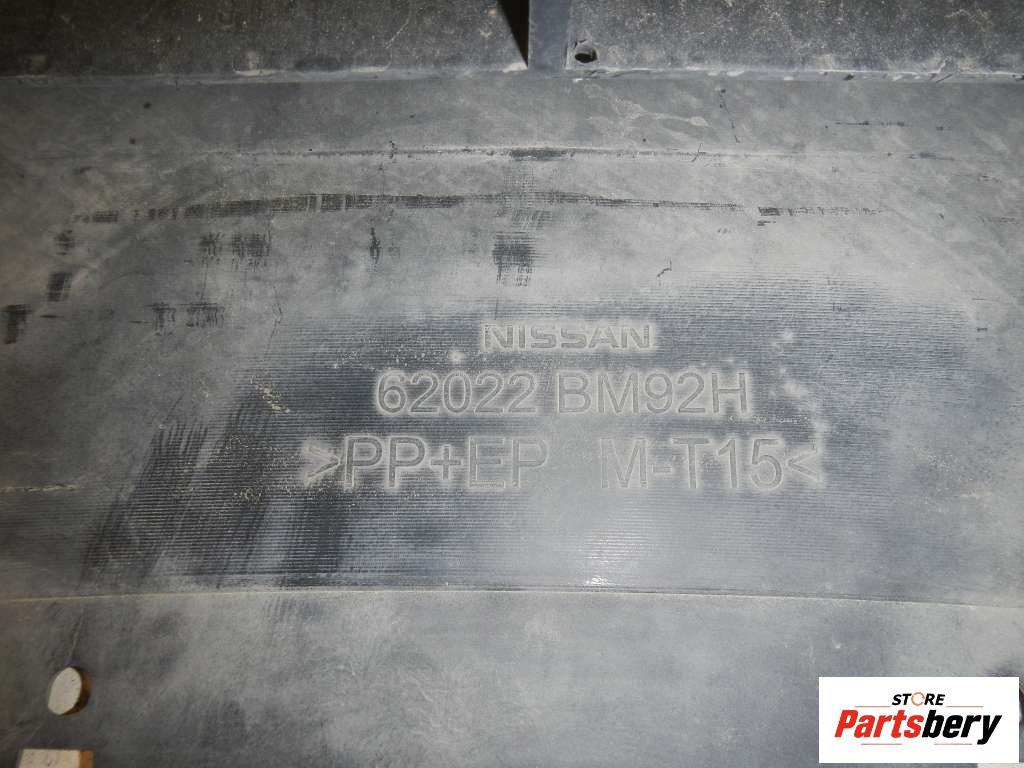 NISSAN
62022 BM92H
>PP+EP M-T15<
STORE
Partsbery